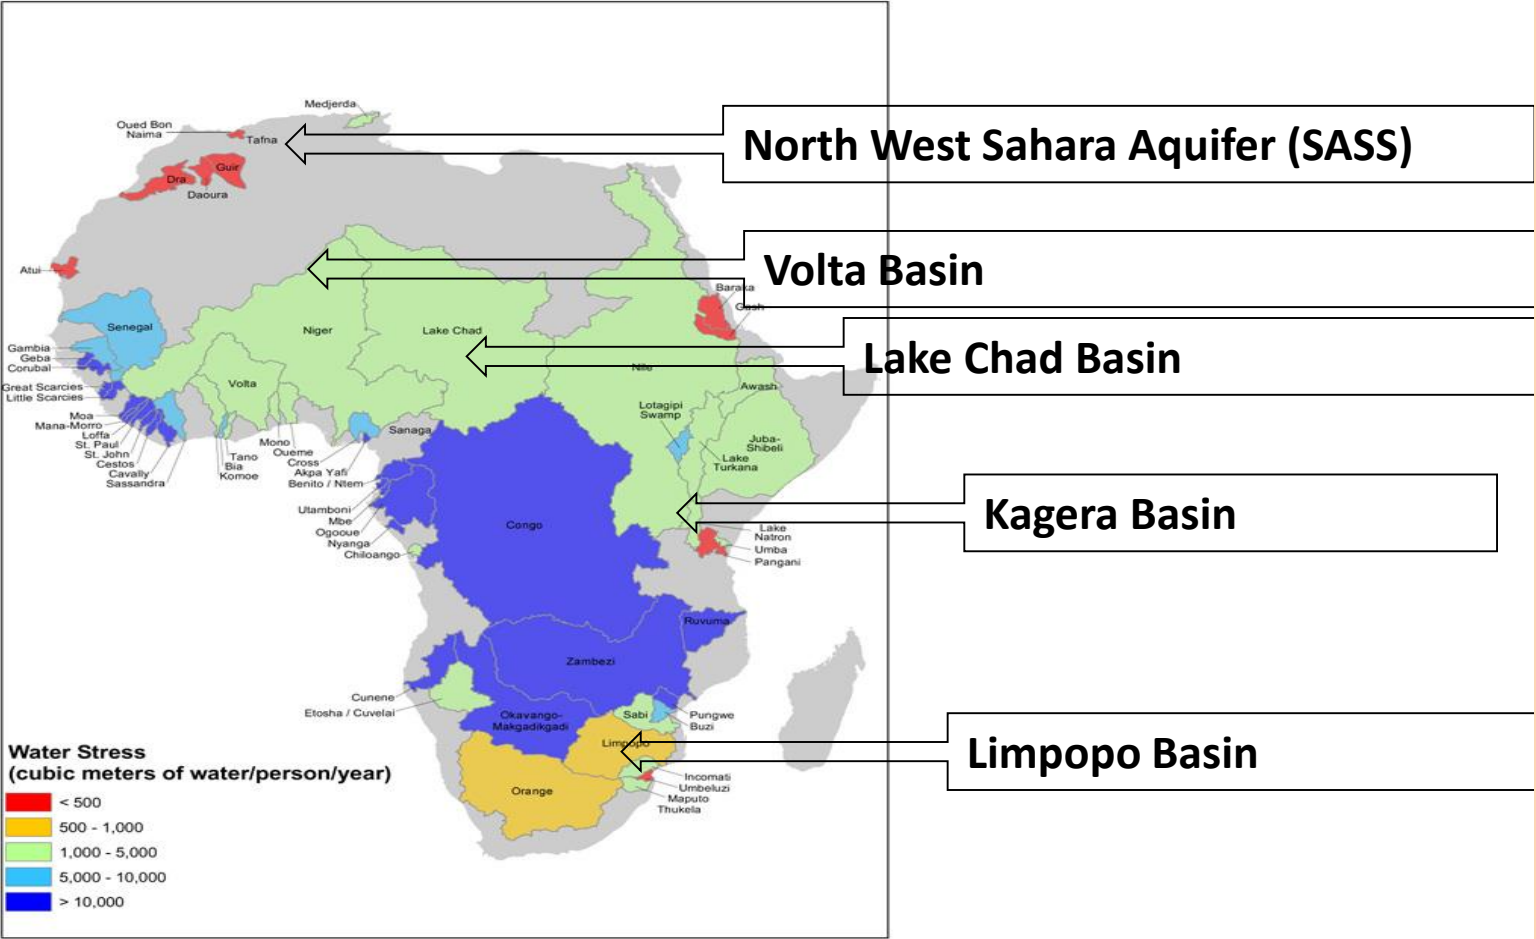 Medjerda
Oued Bon
Naima
Tafna
North West Sahara Aquifer (SASS)
Guir
Dra
Daoura
Atui
Volta Basin
Baraka
Gash
Senegal
Niger
Lake Chad
Gambia
Geba
Corubal
Lake Chad Basin
Nile
Great Scarcies
Little Scarcies
Volta
Awash
Lotagipi
Swamp
Moa
Mana-Morro
Loffa
St. Paul
St. John
Cestos
Cavally
Sassandra
Sanaga
Juba-
Shibeli
Lake
Turkana
Tano
Bia
Komoe
Mono
Oueme
Cross
Akpa Yafi
Benito / Ntem
Utamboni
Mbe
Ogooue
Nyanga
Chiloango
Congo
Kagera Basin
Lake
Natron
Umba
Pangani
Ruvuma
Zambezi
Cunene
Etosha / Cuvelai
Okavango-
Makgadikgadi
Sabi
Pungwe
Buzi
Limpopo
Limpopo Basin
Orange
Incomati
Umbeluzi
Maputo
Thukela
Water Stress
(cubic meters of water/person/year)
< 500
500 - 1,000
1,000 - 5,000
5,000 - 10,000
> 10,000